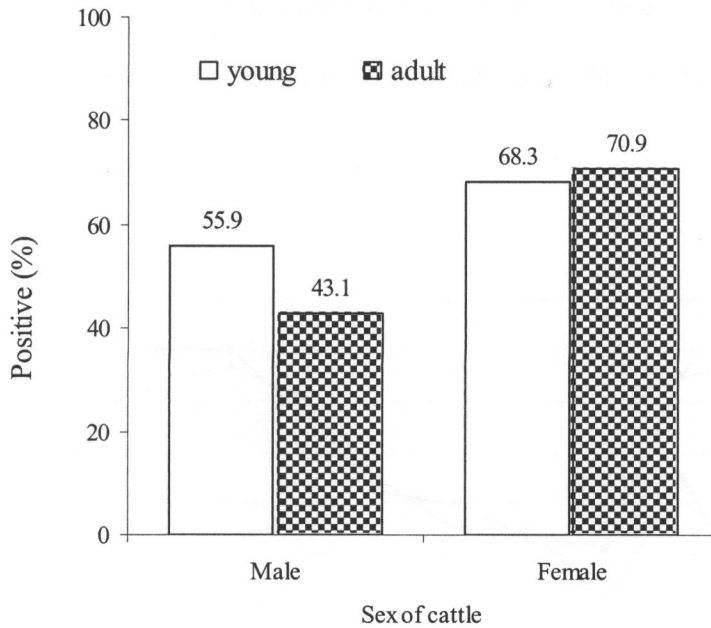 100
young adult
80
70.9
68.3
60
55.9
43.1
40
20
0
Positive (%)
Male Female
Sex of cattle